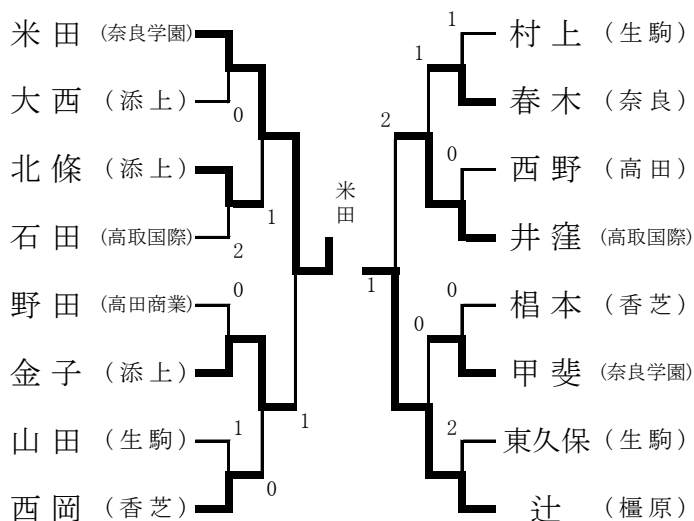 米田 (奈良学園)
大西 (添上)
0
北條 (添上)
1
石田 (高取国際)
2
野田 (高田商業)
0
金子 (添上)
1
山田 (生駒)
1
西岡 (香芝)
0
米田
1
村上 (生駒)
1
1
春木 (奈良)
2
西野 (高田)
0
井窪 (高取国際)
1
椙本 (香芝)
0
0
甲斐 (奈良学園)
東久保 (生駒)
2
辻 (橿原)